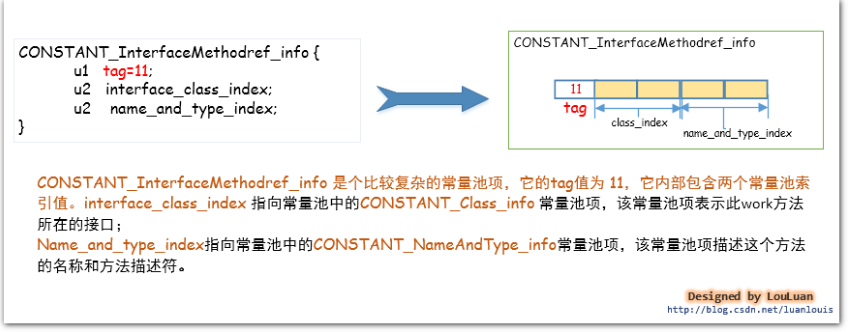 CONSTANT_InterfaceMethodref_info {
u1 tag=11;
u2 interface_class_index;
u2 name_and_type_index;
}
CONSTANT_InterfaceMethodref_info
11
tag
class_index
name_and_type_index
CONSTANT_InterfaceMethodref_info 是个比较复杂的常量池项，它的tag值为 11，它内部包含两个常量池索
引值。interface_class_index 指向常量池中的CONSTANT_Class_info 常量池项，该常量池项表示此work方法
所在的接口；
Name_and_type_index指向常量池中的CONSTANT_NameAndType_info常量池项，该常量池项描述这个方法
的名称和方法描述符。
Designed by LouLuan
http://blog.csdn.net/luanlouis